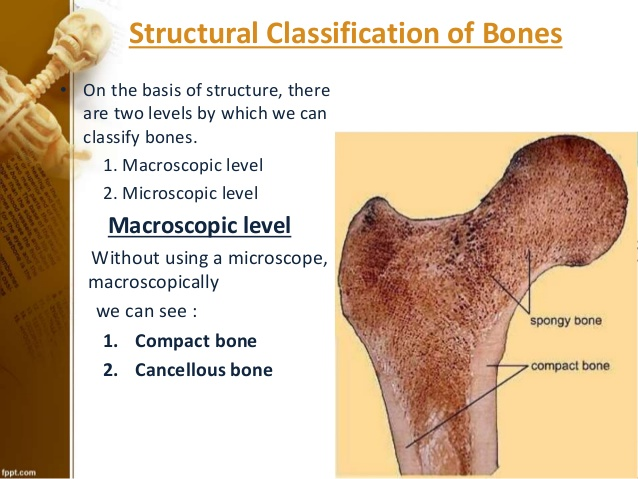 Structural Classification of Bones
• On the basis of structure, there
are two levels by which we can
classify bones.
1. Macroscopic level
2. Microscopic level
Macroscopic level
Without using a microscope,
macroscopically
we can see :
1. Compact bone
2. Cancellous bone
spongy bone
compact bone
fppt.com